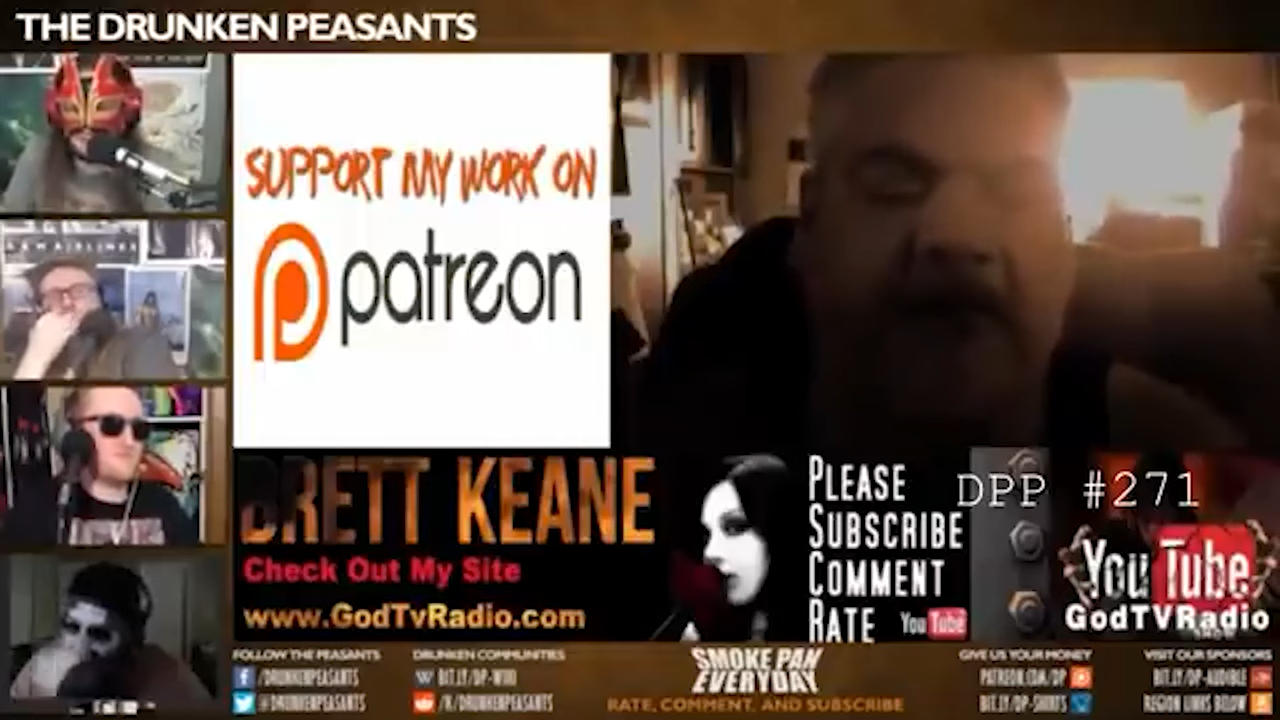 THE DRUNKEN PEASANTS
SUPPORT MY WORK ON
patreon
BRETT KEANE
Check Out My Site
www.GodTvRadio.com
PLEASE
SUBSCRIBE
COMMENT
RATE
YouTube
DPP #271
YouTube
GodTVRadio
FOLLOW THE PEASANTS
/DRUNKENPEASANTS
@DRUNKENPEASANTS
DRUNKEN COMMUNITIES
BIT.LY/DP-WIKI
/R/DRUNKENPEASANTS
SMOKE PAN
EVERYDAY
RATE, COMMENT, AND SUBSCRIBE
GIVE US YOUR MONEY
PATREON.COM/DP
BIT.LY/DP-SHIRTS
VISIT OUR SPONSORS
BIT.LY/DP-AUDIBLE
REGION LINKS BELOW